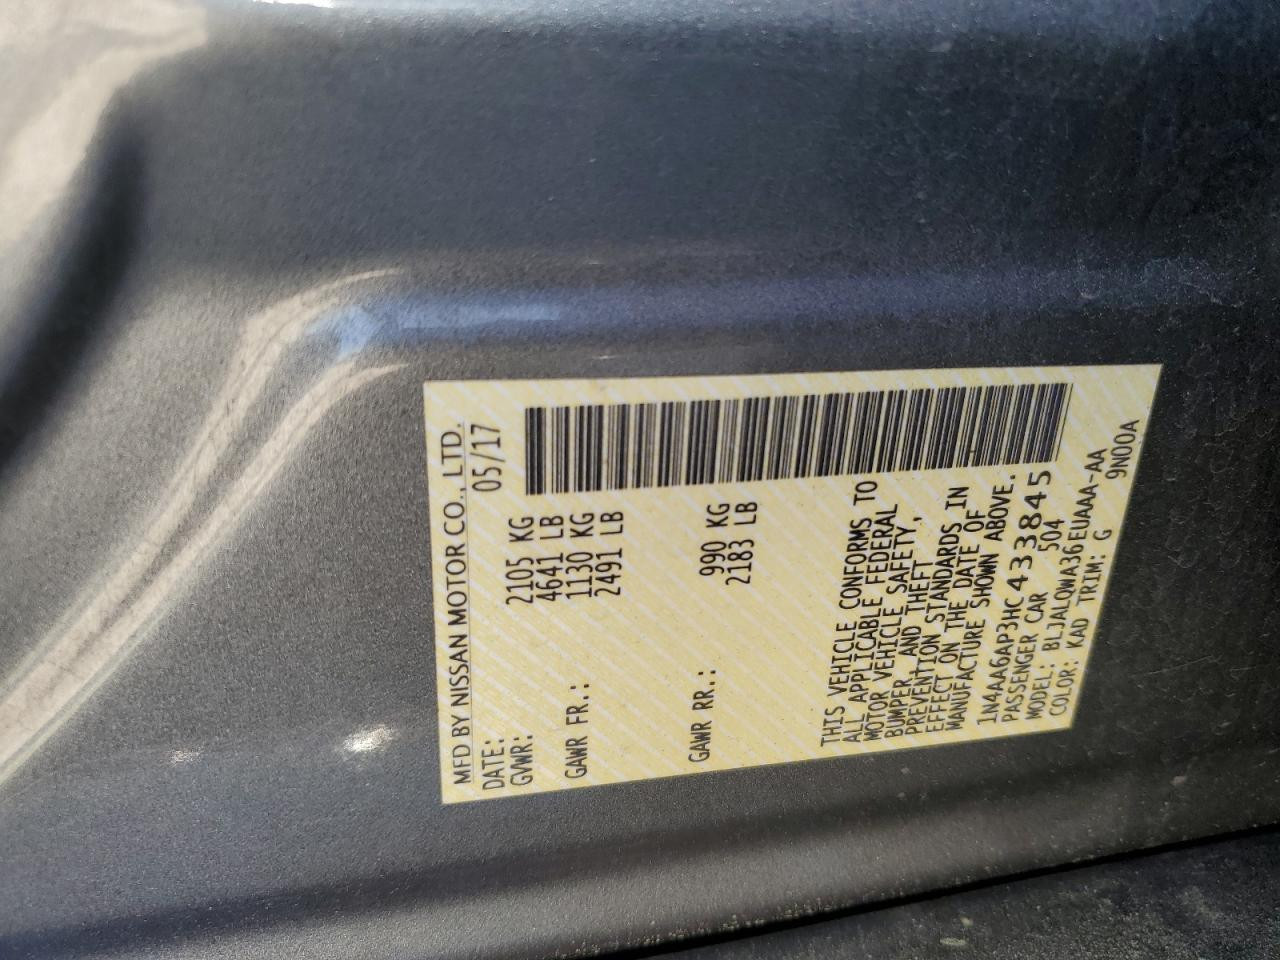 MFD BY NISSAN MOTOR CO., LTD.
DATE: 05/17
GVWR: 2105 KG
4641 LB
GAWR FR.: 1130 KG
2491 LB
GAWR RR.: 990 KG
2183 LB
THIS VEHICLE CONFORMS TO
ALL APPLICABLE FEDERAL
MOTOR VEHICLE SAFETY,
BUMPER, AND THEFT
PREVENTION STANDARDS IN
EFFECT ON THE DATE OF
MANUFACTURE SHOWN ABOVE.
1N4AA6AP3HC433845
PASSENGER CAR 504
MODEL: BLJALQWA36EUAAA-AA
COLOR: KAD TRIM: G 9N00A